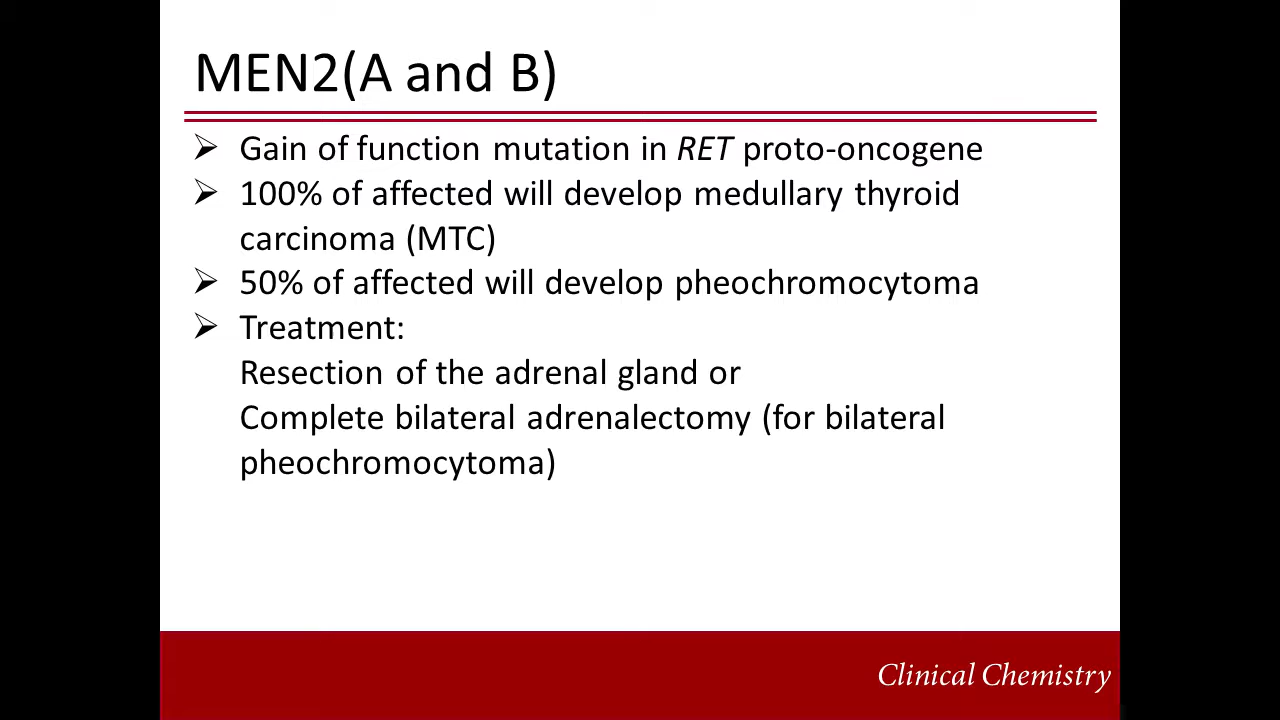 MEN2(A and B)
➢ Gain of function mutation in RET proto-oncogene
➢ 100% of affected will develop medullary thyroid
carcinoma (MTC)
➢ 50% of affected will develop pheochromocytoma
➢ Treatment:
Resection of the adrenal gland or
Complete bilateral adrenalectomy (for bilateral
pheochromocytoma)
Clinical Chemistry